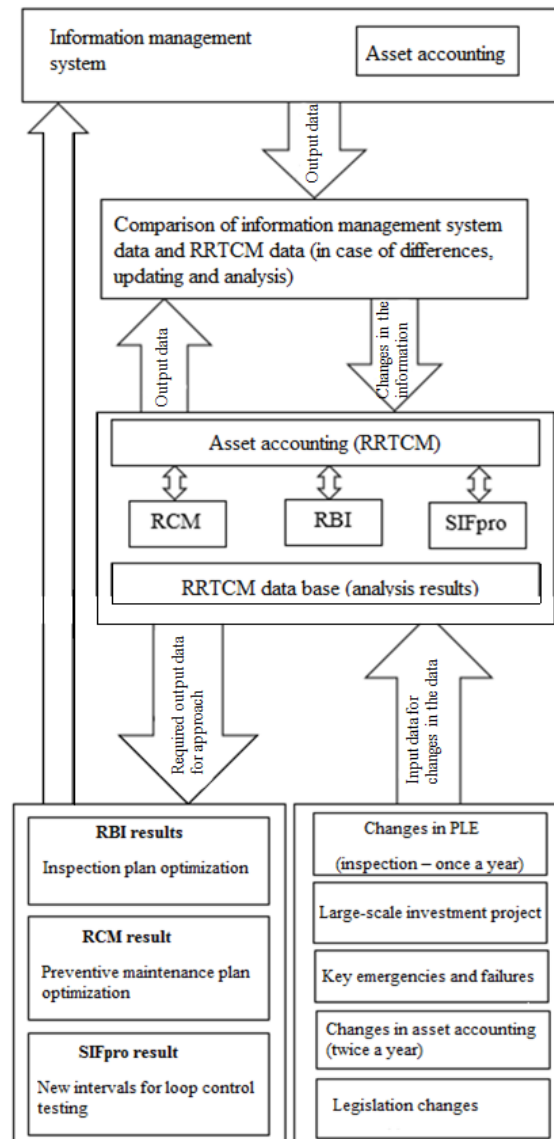 Information management
system
Asset accounting
Output data
Comparison of information management system
data and RRTCM data (in case of differences,
updating and analysis)
Output data
Changes in the
information
Asset accounting (RRTCM)
RCM
RBI
SIFpro
RRTCM data base (analysis results)
Required output data
for approach
Input data for
changes in the data
RBI results
Inspection plan optimization
RCM result
Preventive maintenance plan
optimization
SIFpro result
New intervals for loop control
testing
Changes in PLE
(inspection – once a year)
Large-scale investment project
Key emergencies and failures
Changes in asset accounting
(twice a year)
Legislation changes